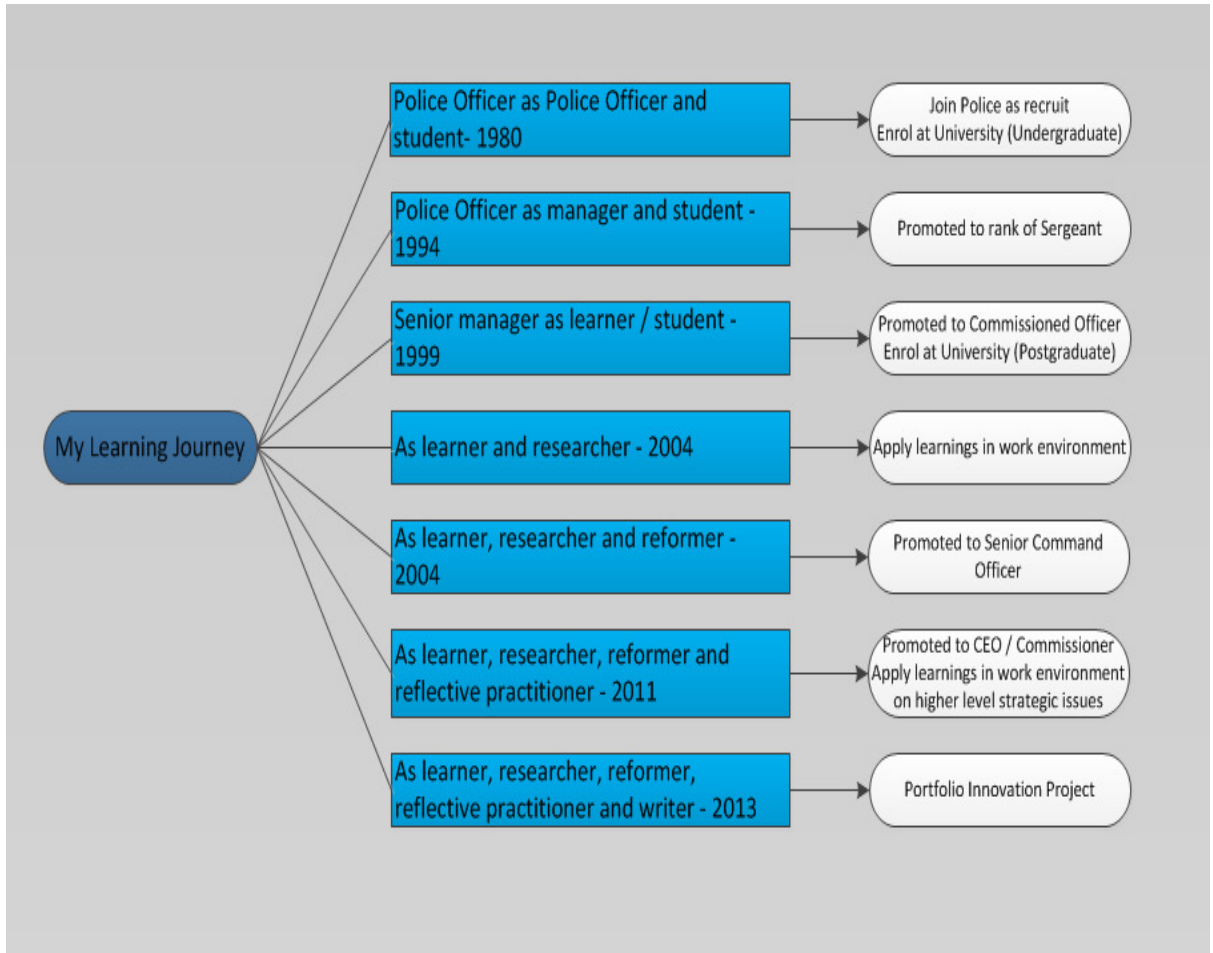 My Learning Journey
Police Officer as Police Officer and
student- 1980
Join Police as recruit
Enrol at University (Undergraduate)
Police Officer as manager and student -
1994
Promoted to rank of Sergeant
Senior manager as learner / student -
1999
Promoted to Commissioned Officer
Enrol at University (Postgraduate)
As learner and researcher - 2004
Apply learnings in work environment
As learner, researcher and reformer -
2004
Promoted to Senior Command
Officer
As learner, researcher, reformer and
reflective practitioner - 2011
Promoted to CEO / Commissioner
Apply learnings in work environment
on higher level strategic issues
As learner, researcher, reformer,
reflective practitioner and writer - 2013
Portfolio Innovation Project